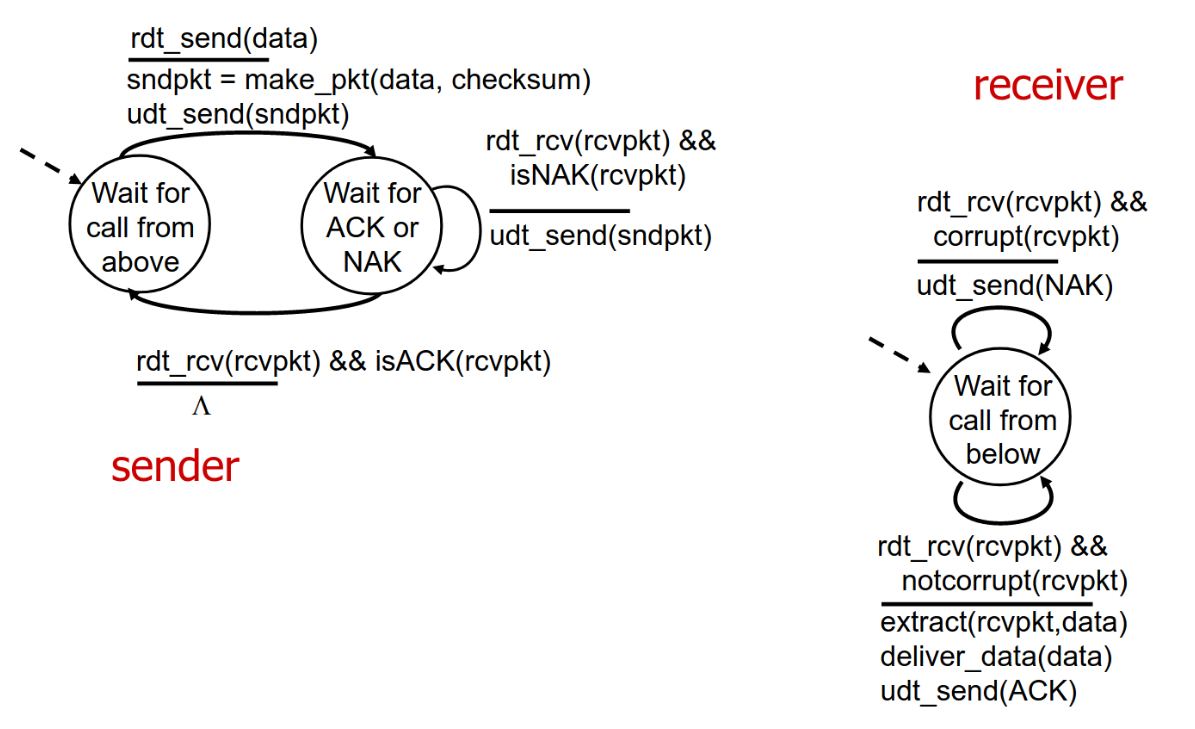 rdt_send(data)
sndpkt = make_pkt(data, checksum)
udt_send(sndpkt)
Wait for
call from
above
Wait for
ACK or
NAK
rdt_rcv(rcvpkt) &&
isNAK(rcvpkt)
udt_send(sndpkt)
rdt_rcv(rcvpkt) && isACK(rcvpkt)
Λ
sender
receiver
rdt_rcv(rcvpkt) &&
corrupt(rcvpkt)
udt_send(NAK)
Wait for
call from
below
rdt_rcv(rcvpkt) &&
notcorrupt(rcvpkt)
extract(rcvpkt,data)
deliver_data(data)
udt_send(ACK)